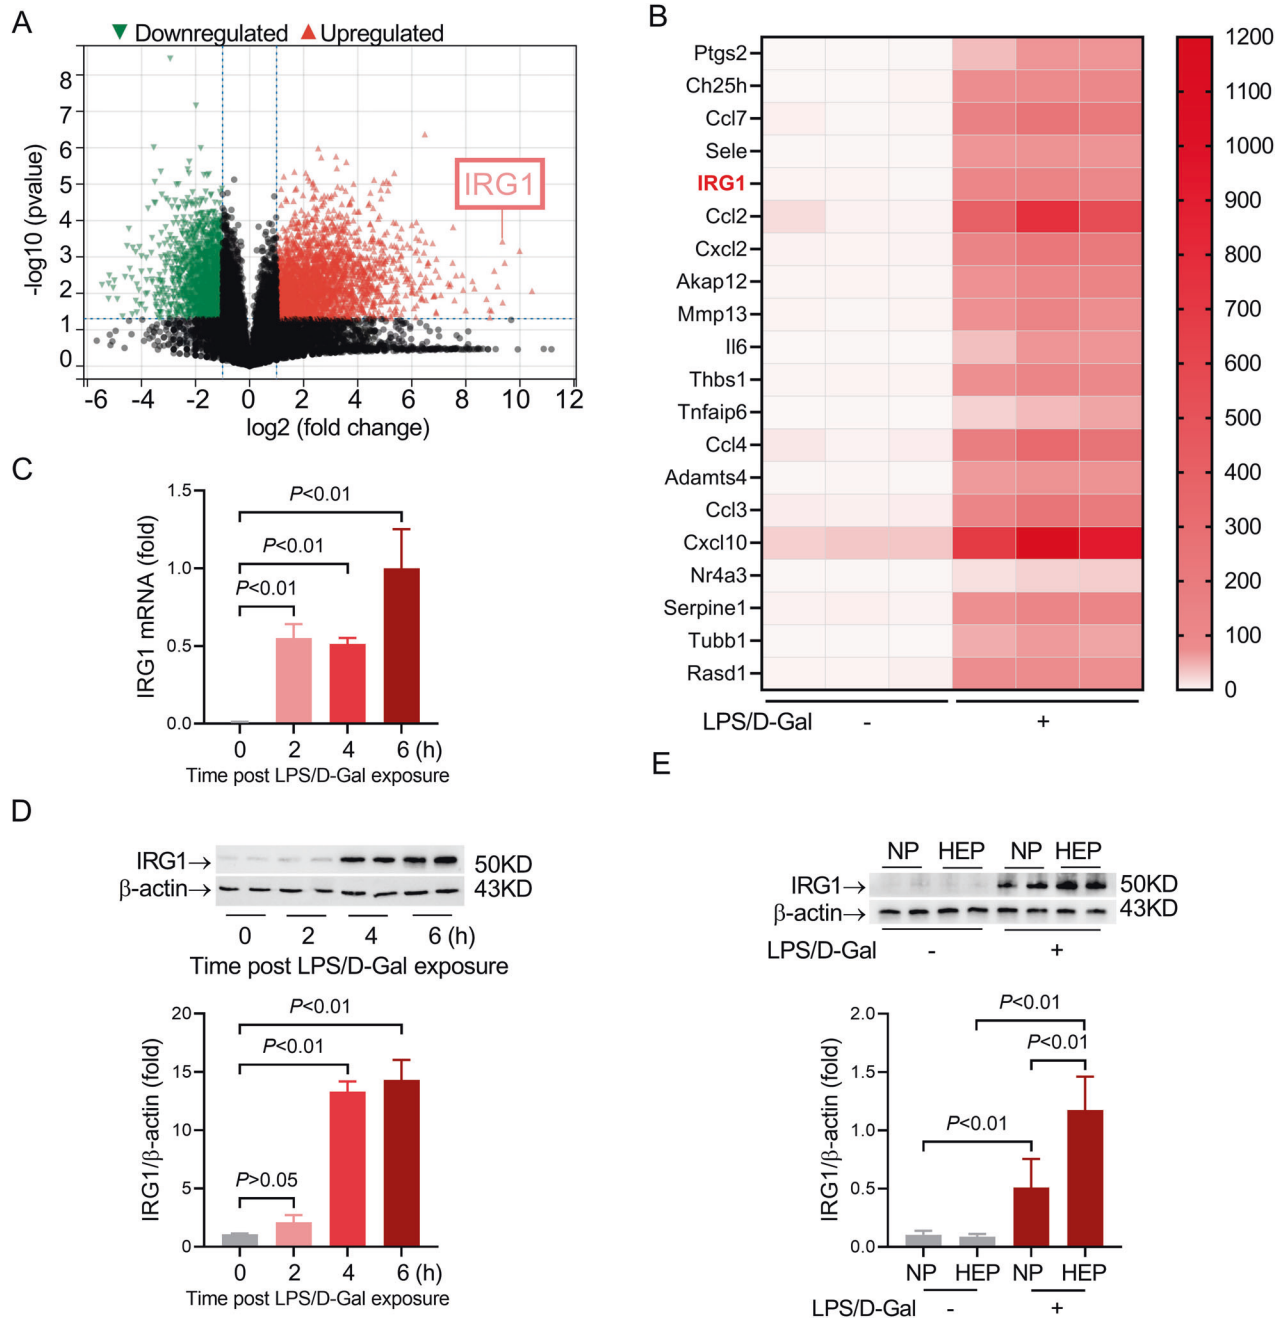 A
▼ Downregulated ▲ Upregulated
-log10 (pvalue)
8
7
6
5
4
3
2
1
0
IRG1
-6 -4 -2 0 2 4 6 8 10 12
log2 (fold change)
B
Ptgs2
Ch25h
Ccl7
Sele
IRG1
Ccl2
Cxcl2
Akap12
Mmp13
Il6
Thbs1
Tnfaip6
Ccl4
Adamts4
Ccl3
Cxcl10
Nr4a3
Serpine1
Tubb1
Rasd1
LPS/D-Gal - +
1200
1100
1000
900
800
700
600
500
400
300
200
100
0
C
IRG1 mRNA (fold)
1.5
1.0
0.5
0.0
P<0.01
P<0.01
P<0.01
0 2 4 6 (h)
Time post LPS/D-Gal exposure
D
IRG1→ 50KD
β-actin→ 43KD
0 2 4 6 (h)
Time post LPS/D-Gal exposure
IRG1/β-actin (fold)
20
15
10
5
0
P<0.01
P<0.01
P>0.05
0 2 4 6 (h)
Time post LPS/D-Gal exposure
E
NP HEP NP HEP
IRG1→ 50KD
β-actin→ 43KD
LPS/D-Gal - +
IRG1/β-actin (fold)
2.0
1.5
1.0
0.5
0.0
P<0.01
P<0.01
P<0.01
NP HEP NP HEP
LPS/D-Gal - +